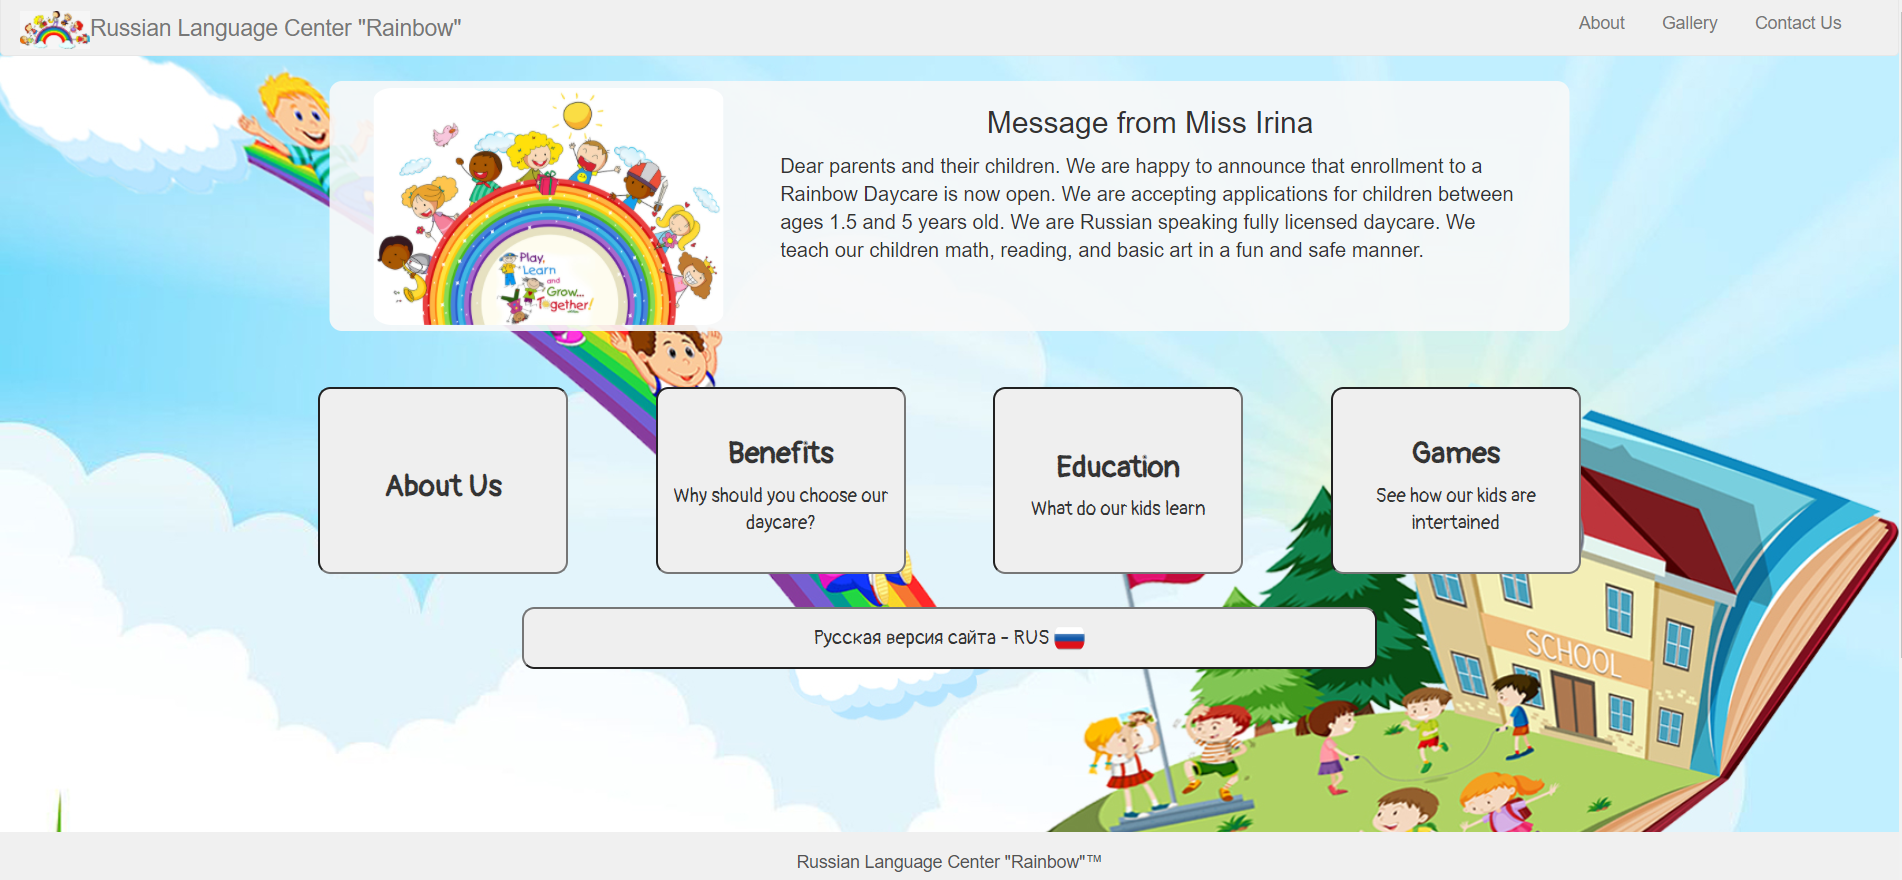 Russian Language Center "Rainbow"
About
Gallery
Contact Us
Play,
Learn
and
Grow...
Together!
Message from Miss Irina
Dear parents and their children. We are happy to announce that enrollment to a
Rainbow Daycare is now open. We are accepting applications for children between
ages 1.5 and 5 years old. We are Russian speaking fully licensed daycare. We
teach our children math, reading, and basic art in a fun and safe manner.
About Us
Benefits
Why should you choose our
daycare?
Education
What do our kids learn
Games
See how our kids are
intertained
Русская версия сайта - RUS
SCHOOL
Russian Language Center "Rainbow"™